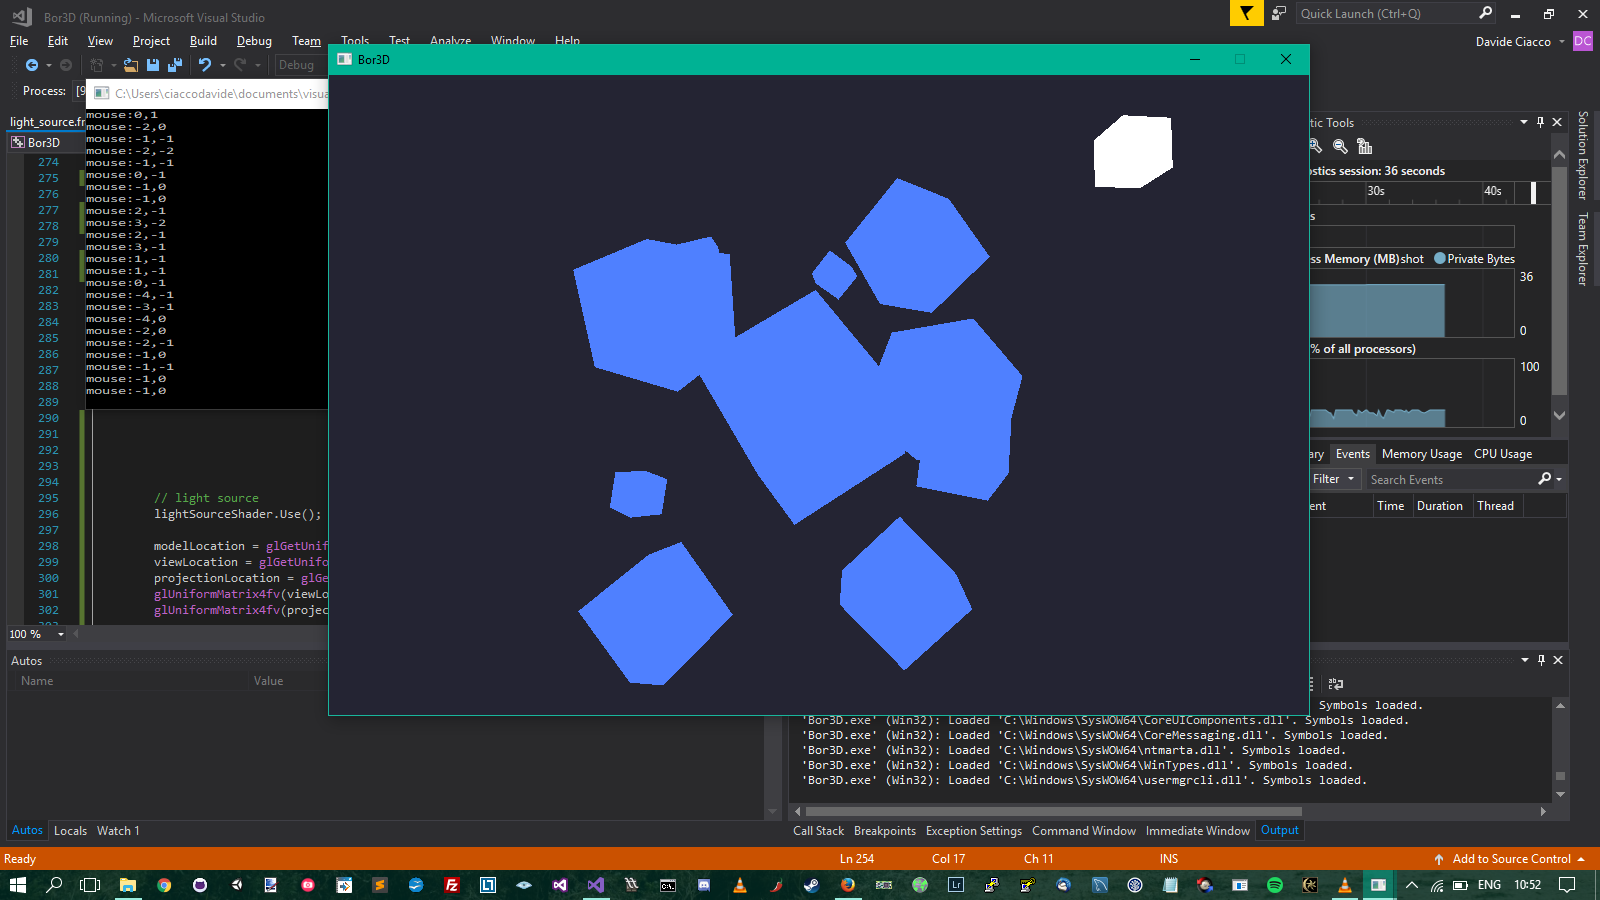 Bor3D (Running) - Microsoft Visual Studio
Quick Launch (Ctrl+Q)
File Edit View Project Build Debug Team Tools Test Analyze Window Help
Davide Ciacco DC
Debug
Bor3D
Process: [9
C:\Users\ciaccodavide\documents\visua
light_source.fr
Bor3D
mouse:0,1
mouse:-2,0
mouse:-1,-1
mouse:-2,-2
mouse:-1,-1
mouse:0,-1
mouse:-1,0
mouse:-1,0
mouse:2,-1
mouse:3,-2
mouse:2,-1
mouse:3,-1
mouse:1,-1
mouse:1,-1
mouse:0,-1
mouse:-4,-1
mouse:-3,-1
mouse:-4,0
mouse:-2,0
mouse:-2,-1
mouse:-1,0
mouse:-1,-1
mouse:-1,0
mouse:-1,0
274
275
276
277
278
279
280
281
282
283
284
285
286
287
288
289
290
291
292
293
294
295 // light source
296 lightSourceShader.Use();
297
298 modelLocation = glGetUnif
299 viewLocation = glGetUnifo
300 projectionLocation = glGe
301 glUniformMatrix4fv(viewLo
302 glUniformMatrix4fv(projec
100 %
tic Tools
ostics session: 36 seconds
30s 40s
s
ss Memory (MB) shot Private Bytes
36
0
% of all processors)
100
0
ary Events Memory Usage CPU Usage
Filter Search Events
ent Time Duration Thread
Solution Explorer
Team Explorer
Autos
Name Value
Symbols loaded.
'Bor3D.exe' (Win32): Loaded 'C:\Windows\SysWOW64\CoreUIComponents.dll'. Symbols loaded.
'Bor3D.exe' (Win32): Loaded 'C:\Windows\SysWOW64\CoreMessaging.dll'. Symbols loaded.
'Bor3D.exe' (Win32): Loaded 'C:\Windows\SysWOW64\ntmarta.dll'. Symbols loaded.
'Bor3D.exe' (Win32): Loaded 'C:\Windows\SysWOW64\WinTypes.dll'. Symbols loaded.
'Bor3D.exe' (Win32): Loaded 'C:\Windows\SysWOW64\usermgrcli.dll'. Symbols loaded.
Autos Locals Watch 1
Call Stack Breakpoints Exception Settings Command Window Immediate Window Output
Ready Ln 254 Col 17 Ch 11 INS Add to Source Control
ENG 10:52